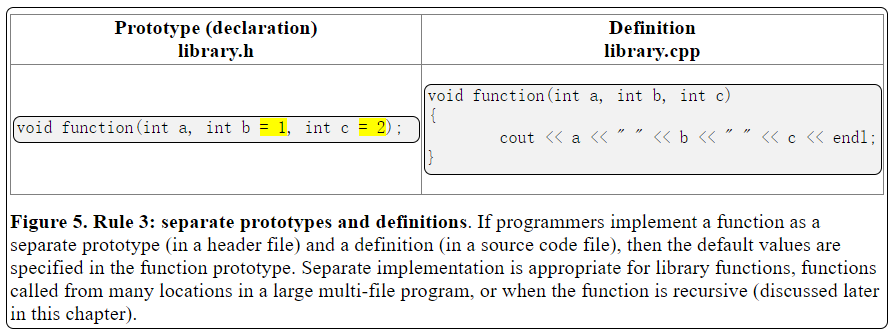 Prototype (declaration)
library.h
Definition
library.cpp
void function(int a, int b = 1, int c = 2);
void function(int a, int b, int c)
{
cout << a << " " << b << " " << c << endl;
}
Figure 5. Rule 3: separate prototypes and definitions. If programmers implement a function as a
separate prototype (in a header file) and a definition (in a source code file), then the default values are
specified in the function prototype. Separate implementation is appropriate for library functions, functions
called from many locations in a large multi-file program, or when the function is recursive (discussed later
in this chapter).